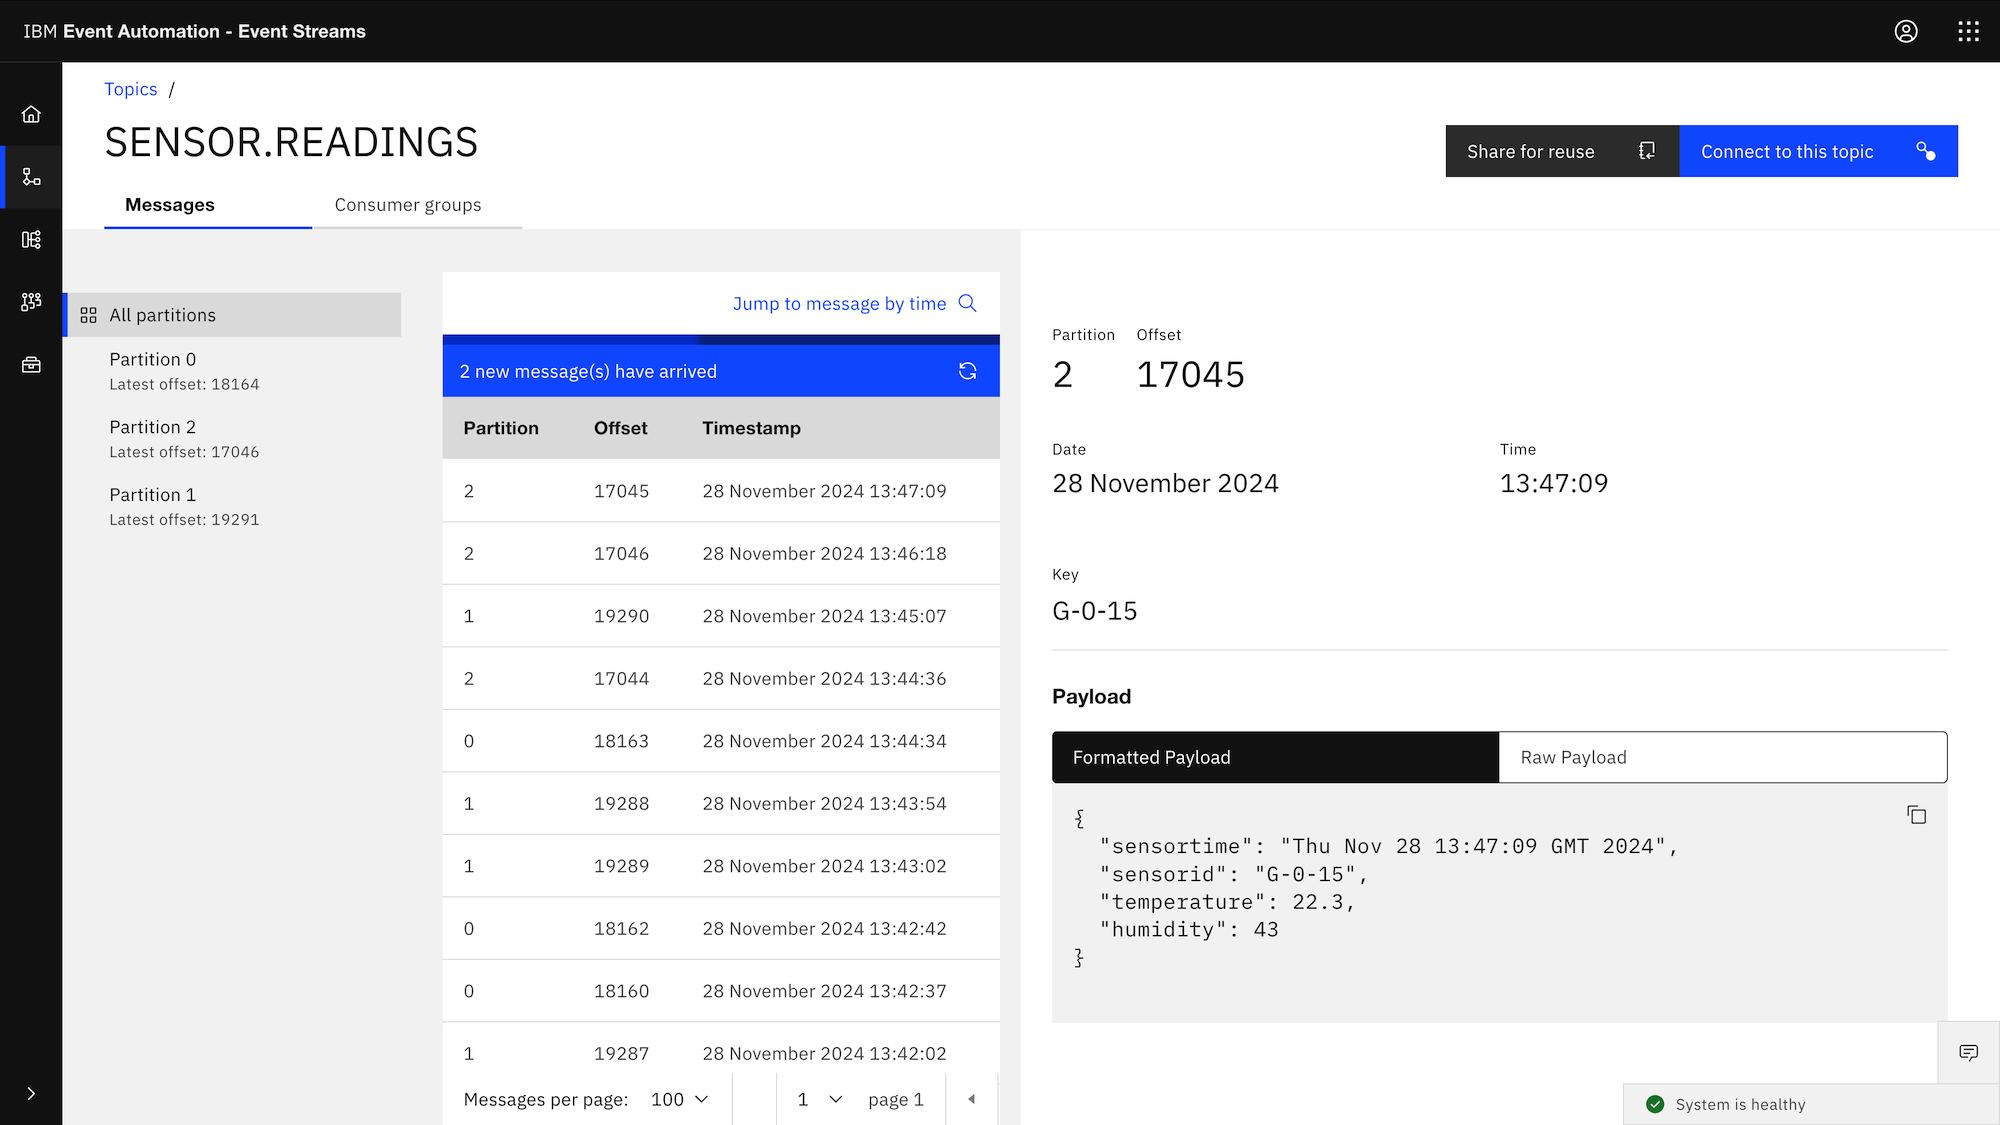 IBM Event Automation - Event Streams
Topics /
SENSOR.READINGS
Share for reuse
Connect to this topic
Messages
Consumer groups
All partitions
Partition 0
Latest offset: 18164
Partition 2
Latest offset: 17046
Partition 1
Latest offset: 19291
Jump to message by time
2 new message(s) have arrived
Partition Offset Timestamp
2 17045 28 November 2024 13:47:09
2 17046 28 November 2024 13:46:18
1 19290 28 November 2024 13:45:07
2 17044 28 November 2024 13:44:36
0 18163 28 November 2024 13:44:34
1 19288 28 November 2024 13:43:54
1 19289 28 November 2024 13:43:02
0 18162 28 November 2024 13:42:42
0 18160 28 November 2024 13:42:37
1 19287 28 November 2024 13:42:02
Messages per page: 100 1 page 1
Partition Offset
2 17045
Date Time
28 November 2024 13:47:09
Key
G-0-15
Payload
Formatted Payload Raw Payload
{
"sensortime": "Thu Nov 28 13:47:09 GMT 2024",
"sensorid": "G-0-15",
"temperature": 22.3,
"humidity": 43
}
System is healthy